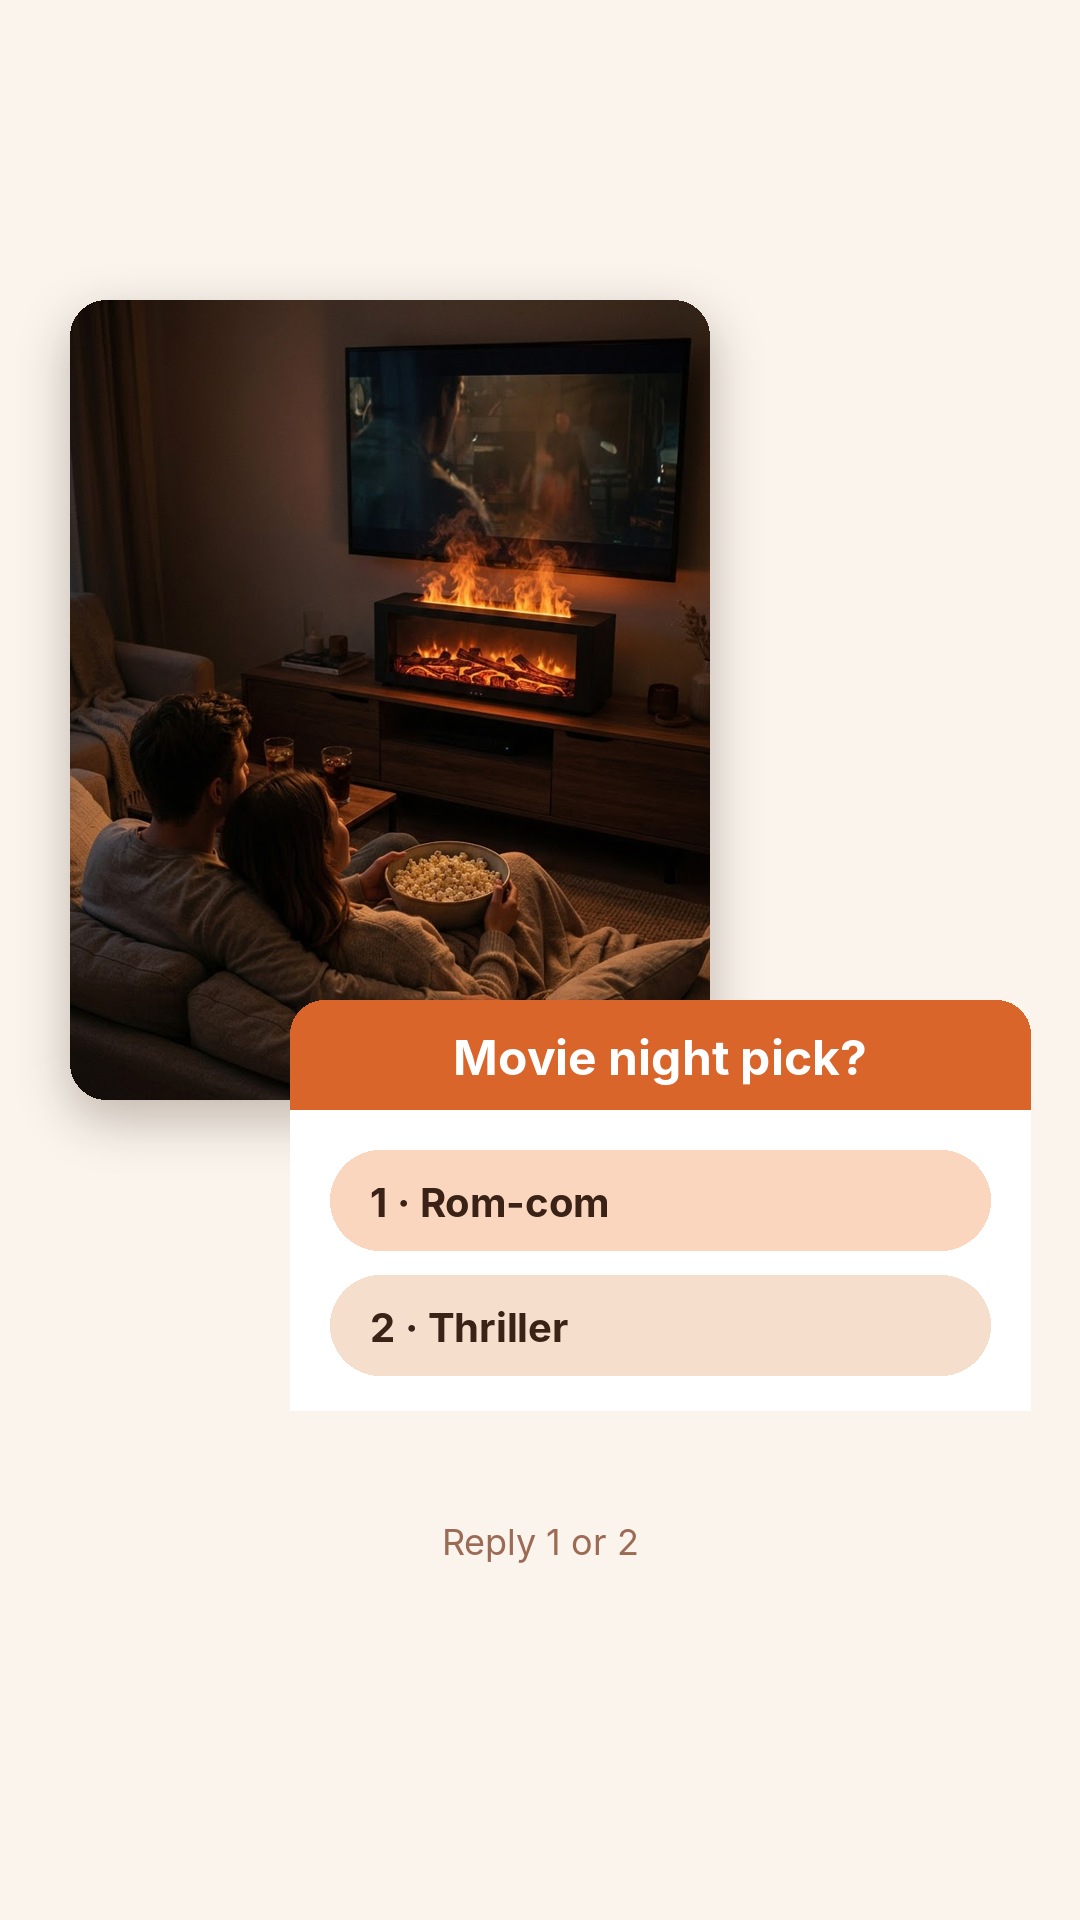 Movie night pick?
1 · Rom-com
2 · Thriller
Reply 1 or 2